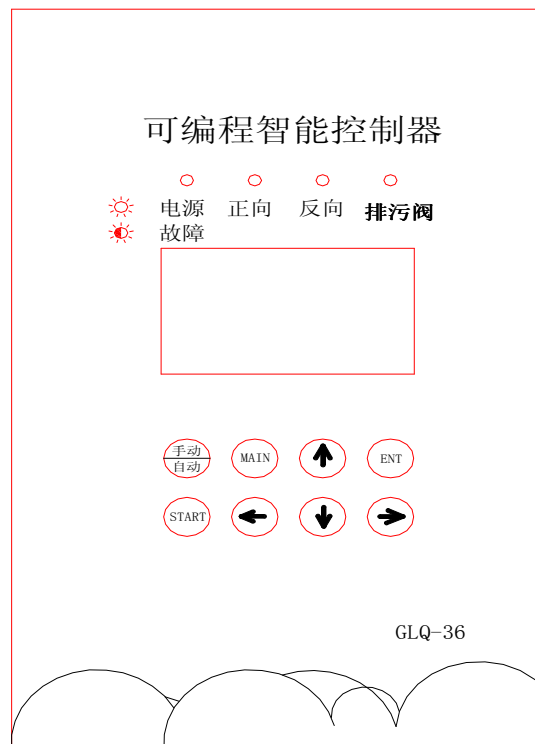 可编程智能控制器
电源 正向 反向 排污阀
故障
手动 MAIN ENT
自动
START
GLQ-36